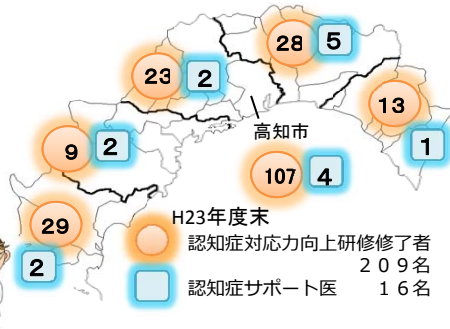 28 5
23 2
13
1
高知市
9 2
107 4
29
2
H23年度末
認知症対応力向上研修修了者
２０９名
認知症サポート医 １６名